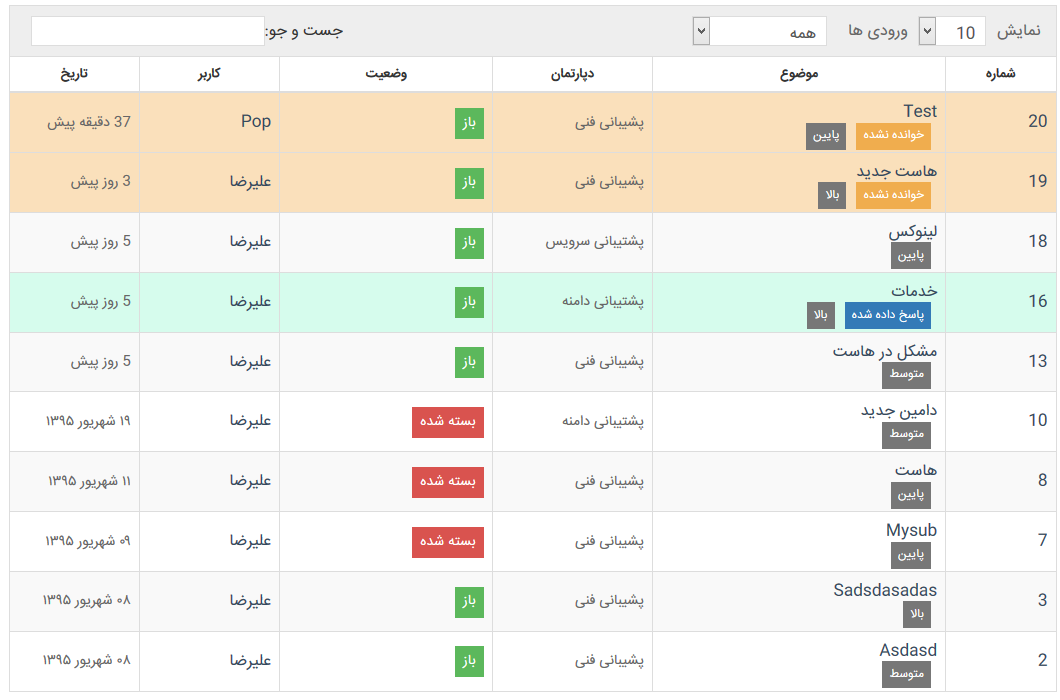 نمایش 10 ورودی ها همه جست و جو:
شماره موضوع دپارتمان وضعیت کاربر تاریخ
20 Test پشیبانی فنی باز Pop 37 دقیقه پیش
خوانده نشده پایین
19 هاست جدید پشیبانی فنی باز علیرضا 3 روز پیش
خوانده نشده بالا
18 لینوکس پشتیبانی سرویس باز علیرضا 5 روز پیش
پایین
16 خدمات پشتیبانی دامنه باز علیرضا 5 روز پیش
پاسخ داده شده بالا
13 مشکل در هاست پشیبانی فنی باز علیرضا 5 روز پیش
متوسط
10 دامین جدید پشتیبانی دامنه بسته شده علیرضا ۱۹ شهریور ۱۳۹۵
متوسط
8 هاست پشیبانی فنی بسته شده علیرضا ۱۱ شهریور ۱۳۹۵
پایین
7 Mysub پشیبانی فنی بسته شده علیرضا ۰۹ شهریور ۱۳۹۵
پایین
3 Sadsdasadas پشیبانی فنی باز علیرضا ۰۸ شهریور ۱۳۹۵
بالا
2 Asdasd پشیبانی فنی باز علیرضا ۰۸ شهریور ۱۳۹۵
متوسط